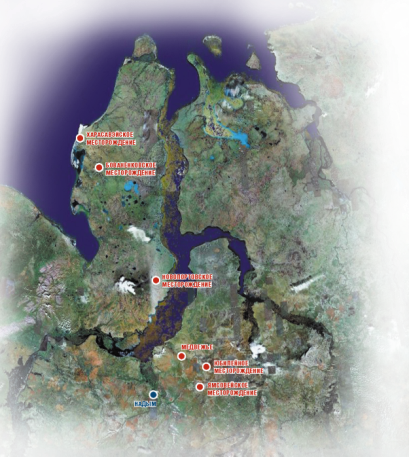 ХАРАСАВЭЙСКОЕ
МЕСТОРОЖДЕНИЕ
БОВАНЕНКОВСКОЕ
МЕСТОРОЖДЕНИЕ
НОВОПОРТОВСКОЕ
МЕСТОРОЖДЕНИЕ
МЕДВЕЖЬЕ
ЮБИЛЕЙНОЕ
МЕСТОРОЖДЕНИЕ
ЯМСОВЕЙСКОЕ
МЕСТОРОЖДЕНИЕ
НАДЫМ